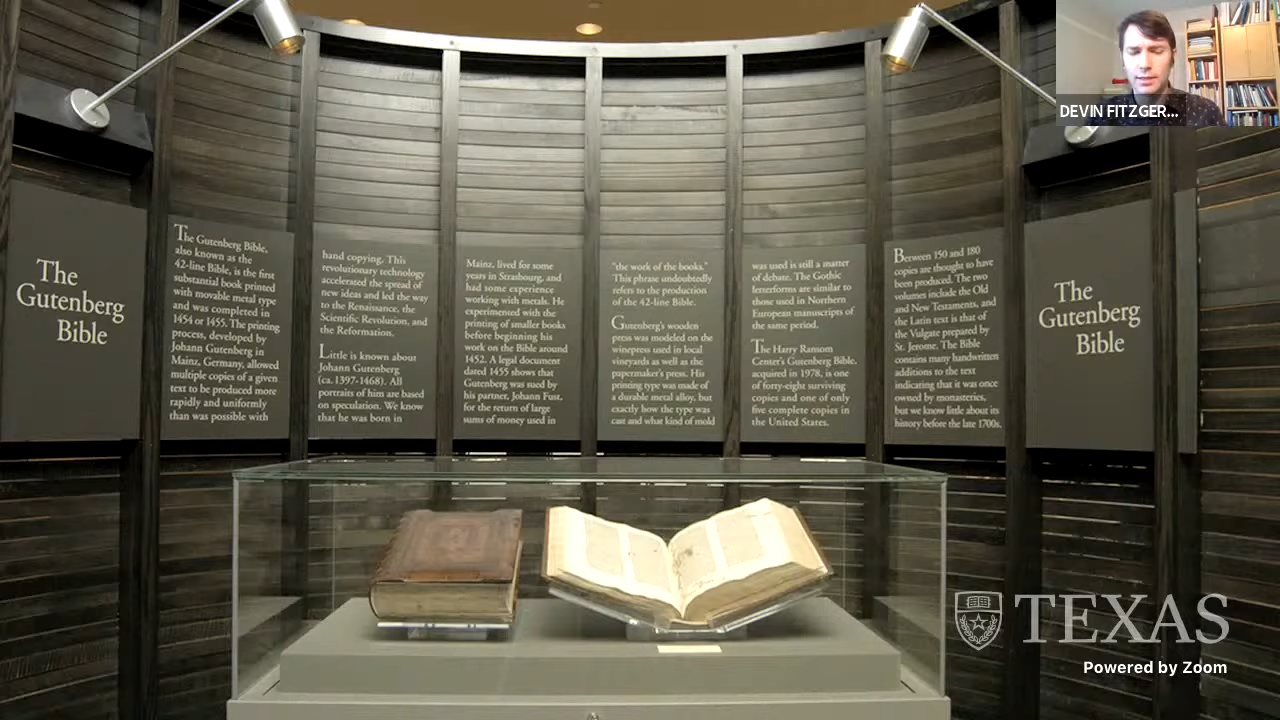 DEVIN FITZGER...
The
Gutenberg
Bible
The Gutenberg Bible,
also known as the
42-line Bible, is the first
substantial book printed
with movable metal type
and was completed in
1454 or 1455. The printing
process, developed by
Johann Gutenberg in
Mainz, Germany, allowed
multiple copies of a given
text to be produced more
rapidly and uniformly
than was possible with
hand copying. This
revolutionary technology
accelerated the spread of
new ideas and led the way
to the Renaissance, the
Scientific Revolution, and
the Reformation.
Little is known about
Johann Gutenberg
(ca. 1397-1468). All
portraits of him are based
on speculation. We know
that he was born in
Mainz, lived for some
years in Strasbourg, and
had some experience
working with metals. He
experimented with the
printing of smaller books
before beginning his
work on the Bible around
1452. A legal document
dated 1455 shows that
Gutenberg was sued by
his partner, Johann Fust,
for the return of large
sums of money used in
"the work of the books."
This phrase undoubtedly
refers to the production
of the 42-line Bible.
Gutenberg's wooden
press was modeled on the
winepress used in local
vineyards as well as the
papermaker's press. His
printing type was made of
a durable metal alloy, but
exactly how the type was
cast and what kind of mold
was used is still a matter
of debate. The Gothic
letterforms are similar to
those used in Northern
European manuscripts of
the same period.
The Harry Ransom
Center's Gutenberg Bible,
acquired in 1978, is one
of forty-eight surviving
copies and one of only
five complete copies in
the United States.
Between 150 and 180
copies are thought to have
been produced. The two
volumes include the Old
and New Testaments, and
the Latin text is that of
the Vulgate prepared by
St. Jerome. The Bible
contains many handwritten
additions to the text
indicating that it was once
owned by monasteries,
but we know little about its
history before the late 1700s.
The
Gutenberg
Bible
TEXAS
Powered by Zoom